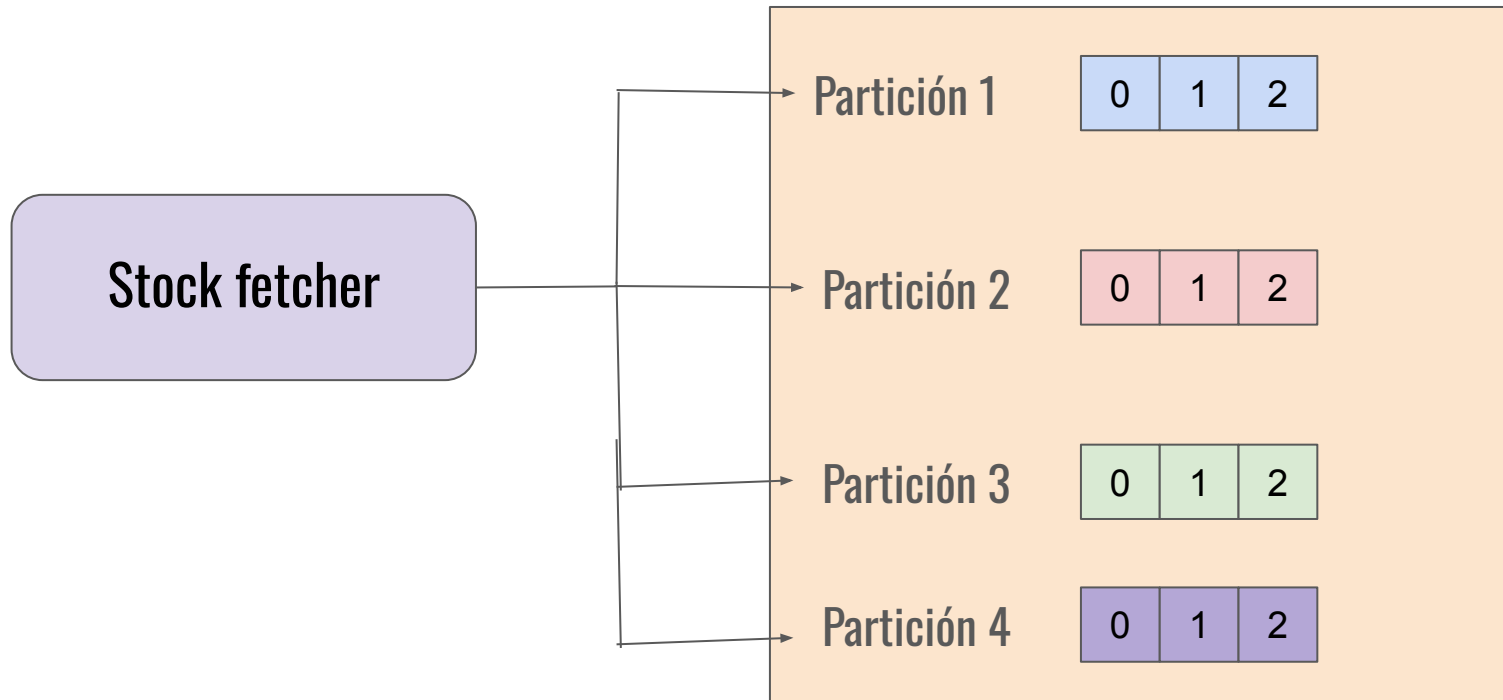 Stock fetcher
Partición 1 0 1 2
Partición 2 0 1 2
Partición 3 0 1 2
Partición 4 0 1 2